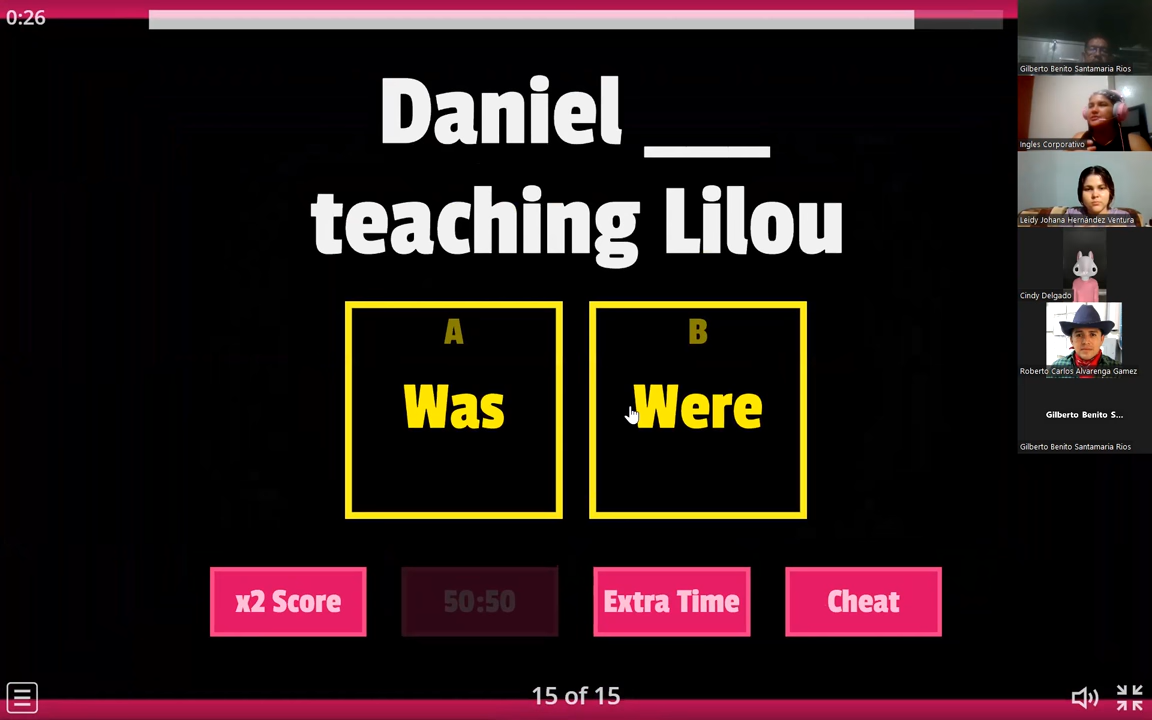 0:26
Daniel ____
teaching Lilou
A
Was
B
Were
x2 Score
50:50
Extra Time
Cheat
15 of 15
Gilberto Benito Santamaria Rios
Ingles Corporativo
Leidy Johana Hernández Ventura
Cindy Delgado
Roberto Carlos Alvarenga Gamez
Gilberto Benito S...
Gilberto Benito Santamaria Rios